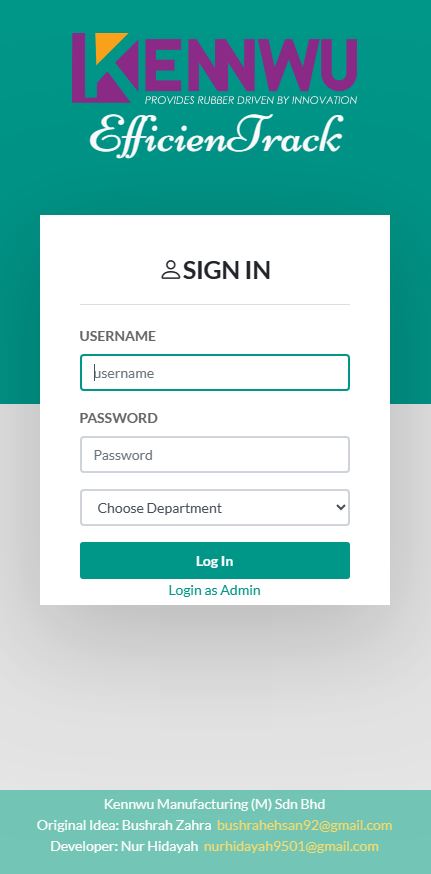 KENNWU
PROVIDES RUBBER DRIVEN BY INNOVATION
EfficienTrack
SIGN IN
USERNAME
username
PASSWORD
Password
Choose Department
Log In
Login as Admin
Kennwu Manufacturing (M) Sdn Bhd
Original Idea: Bushrah Zahra bushrahehsan92@gmail.com
Developer: Nur Hidayah nurhidayah9501@gmail.com